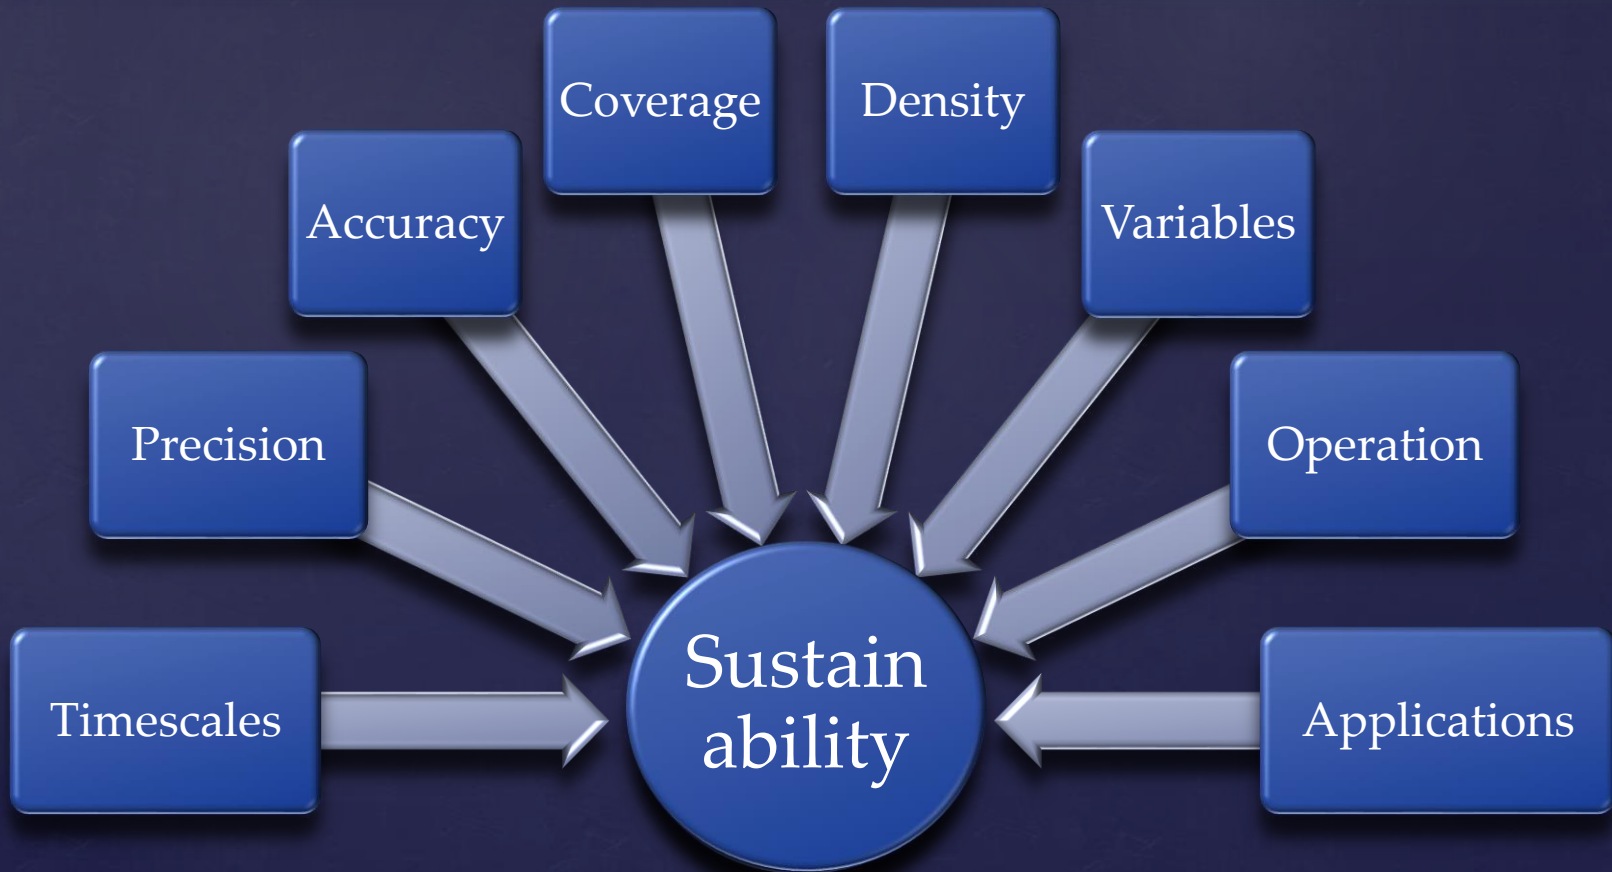 Coverage
Density
Accuracy
Variables
Precision
Operation
Sustain
ability
Timescales
Applications